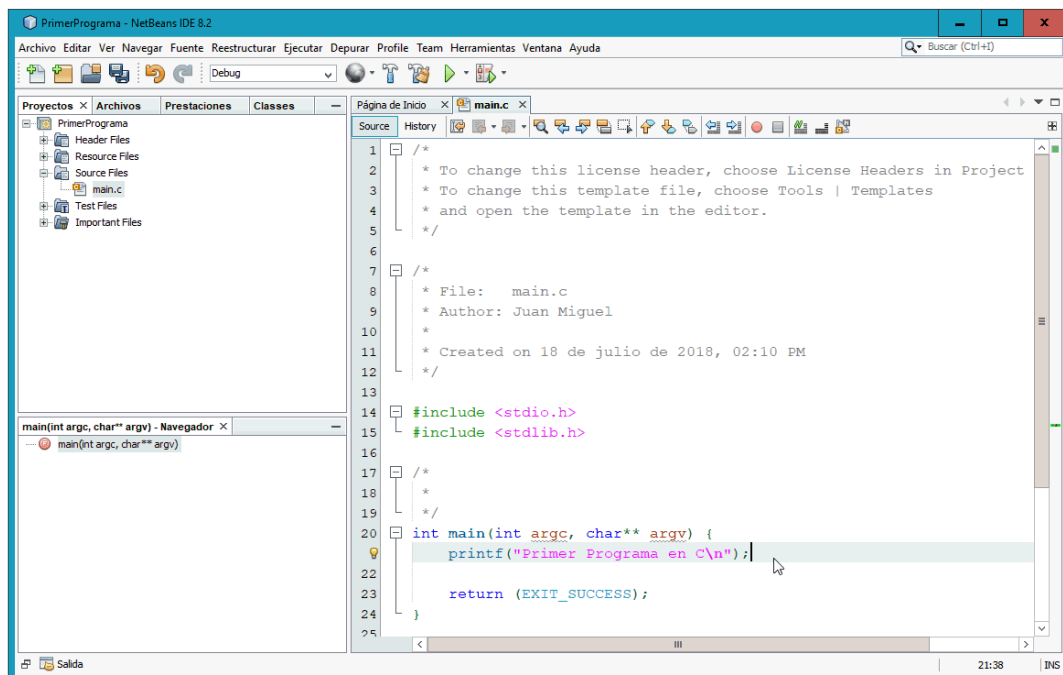 PrimerPrograma - NetBeans IDE 8.2
Archivo Editar Ver Navegar Fuente Reestructurar Ejecutar Depurar Profile Team Herramientas Ventana Ayuda
Buscar (Ctrl+I)
Debug
Proyectos Archivos Prestaciones Classes
PrimerPrograma
Header Files
Resource Files
Source Files
main.c
Test Files
Important Files
main(int argc, char** argv) - Navegador
main(int argc, char** argv)
Página de Inicio main.c
Source History
1 /*
2 * To change this license header, choose License Headers in Project
3 * To change this template file, choose Tools | Templates
4 * and open the template in the editor.
5 */
6
7 /*
8 * File:   main.c
9 * Author: Juan Miguel
10 *
11 * Created on 18 de julio de 2018, 02:10 PM
12 */
13
14 #include <stdio.h>
15 #include <stdlib.h>
16
17 /*
18 *
19 */
20 int main(int argc, char** argv) {
printf("Primer Programa en C\n");
22
23 return (EXIT_SUCCESS);
24 }
25
Salida
21:38 INS